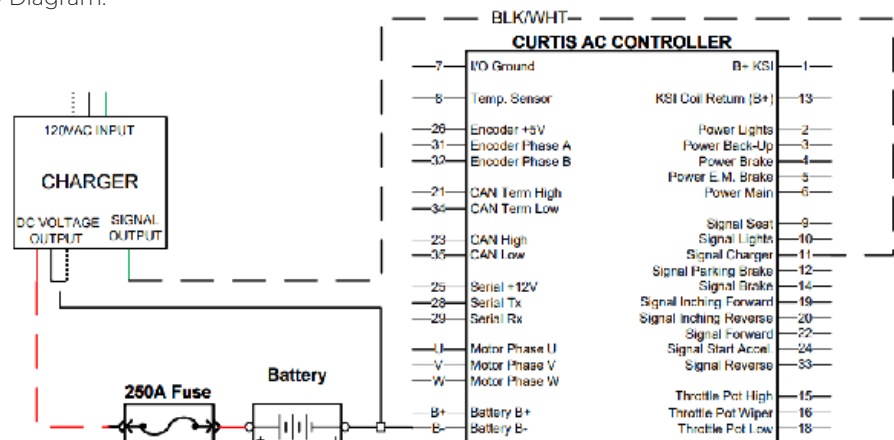 Diagram:
BLK/WHT
CURTIS AC CONTROLLER
7 I/O Ground B+ KSI 1
Temp. Sensor KSI Coil Return (B+) 13
26 Encoder +5V Power Lights 2
31 Encoder Phase A Power Back-Up 3
32 Encoder Phase B Power Brake 4
Power E.M. Brake 5
21 CAN Term High Power Main 6
34 CAN Term Low
Signal Seat 9
23 CAN High Signal Lights 10
35 CAN Low Signal Charger 11
Signal Parking Brake 12
25 Serial +12V Signal Brake 14
28 Serial Tx Signal Inching Forward 19
29 Serial Rx Signal Inching Reverse 20
Signal Forward 22
U Motor Phase U Signal Start Accel. 24
V Motor Phase V Signal Reverse 33
W Motor Phase W
Throttle Pot High 15
B+ Battery B+ Throttle Pot Wiper 16
B- Battery B- Throttle Pot Low 18
120VAC INPUT
CHARGER
DC VOLTAGE OUTPUT
SIGNAL OUTPUT
250A Fuse
Battery
+